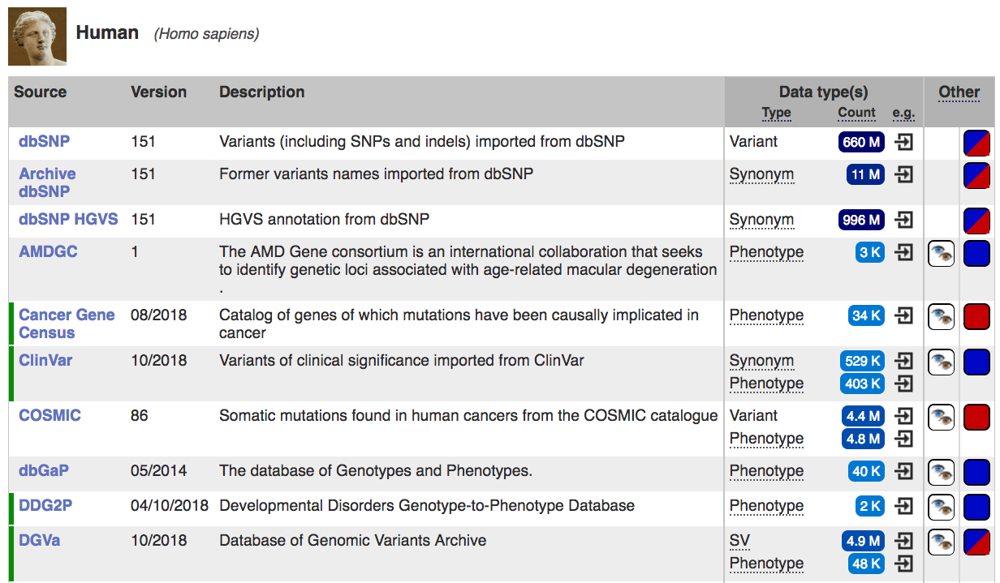 Human (Homo sapiens)
Source Version Description Data type(s) Other
Type Count e.g.
dbSNP 151 Variants (including SNPs and indels) imported from dbSNP Variant 660 M
Archive 151 Former variants names imported from dbSNP Synonym 11 M
dbSNP
dbSNP HGVS 151 HGVS annotation from dbSNP Synonym 996 M
AMDGC 1 The AMD Gene consortium is an international collaboration that seeks Phenotype 3 K
to identify genetic loci associated with age-related macular degeneration
.
Cancer Gene 08/2018 Catalog of genes of which mutations have been causally implicated in Phenotype 34 K
Census cancer
ClinVar 10/2018 Variants of clinical significance imported from ClinVar Synonym 529 K
Phenotype 403 K
COSMIC 86 Somatic mutations found in human cancers from the COSMIC catalogue Variant 4.4 M
Phenotype 4.8 M
dbGaP 05/2014 The database of Genotypes and Phenotypes. Phenotype 40 K
DDG2P 04/10/2018 Developmental Disorders Genotype-to-Phenotype Database Phenotype 2 K
DGVa 10/2018 Database of Genomic Variants Archive SV 4.9 M
Phenotype 48 K